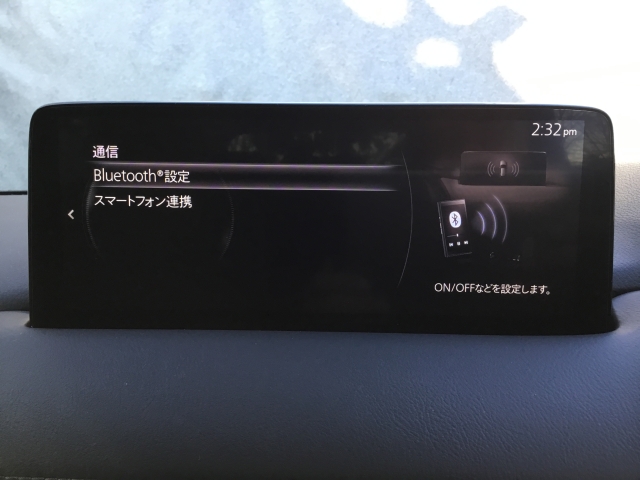 2:32pm
通信
Bluetooth®設定
スマートフォン連携
ON/OFFなどを設定します。